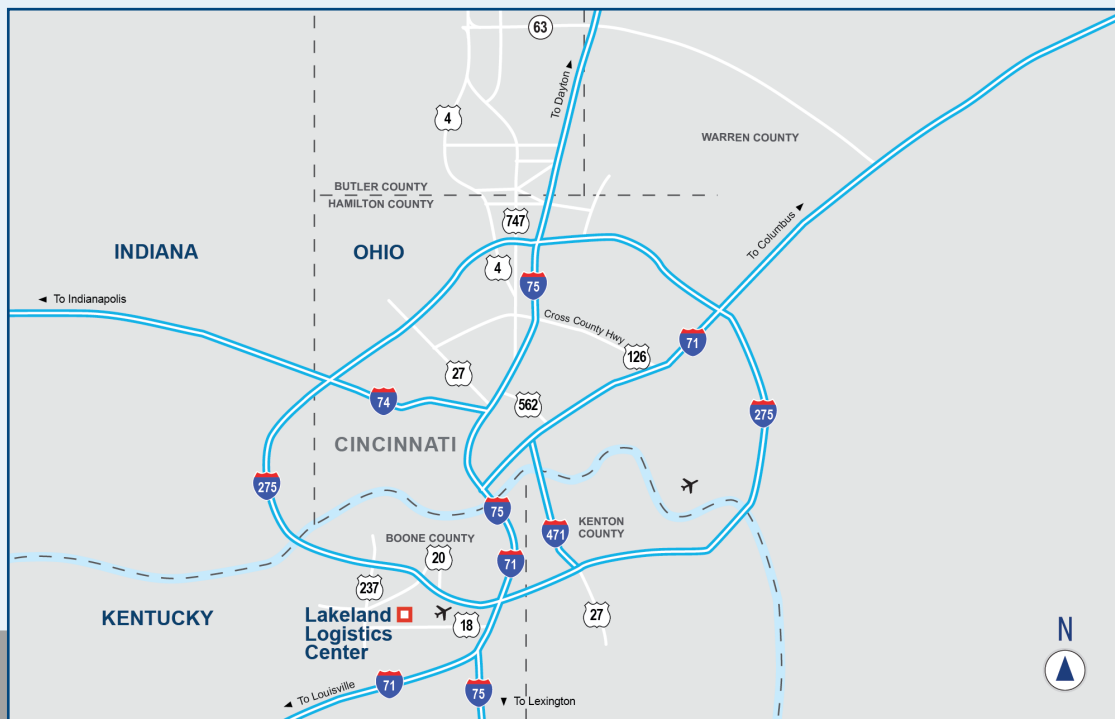 63
To Dayton
4
WARREN COUNTY
BUTLER COUNTY
HAMILTON COUNTY
747
To Columbus
INDIANA
OHIO
4
75
To Indianapolis
Cross County Hwy
71
126
27
74
562
275
CINCINNATI
275
75
KENTON
COUNTY
471
BOONE COUNTY
20
71
237
KENTUCKY
Lakeland
Logistics
Center
18
27
N
To Louisville
71
75
To Lexington